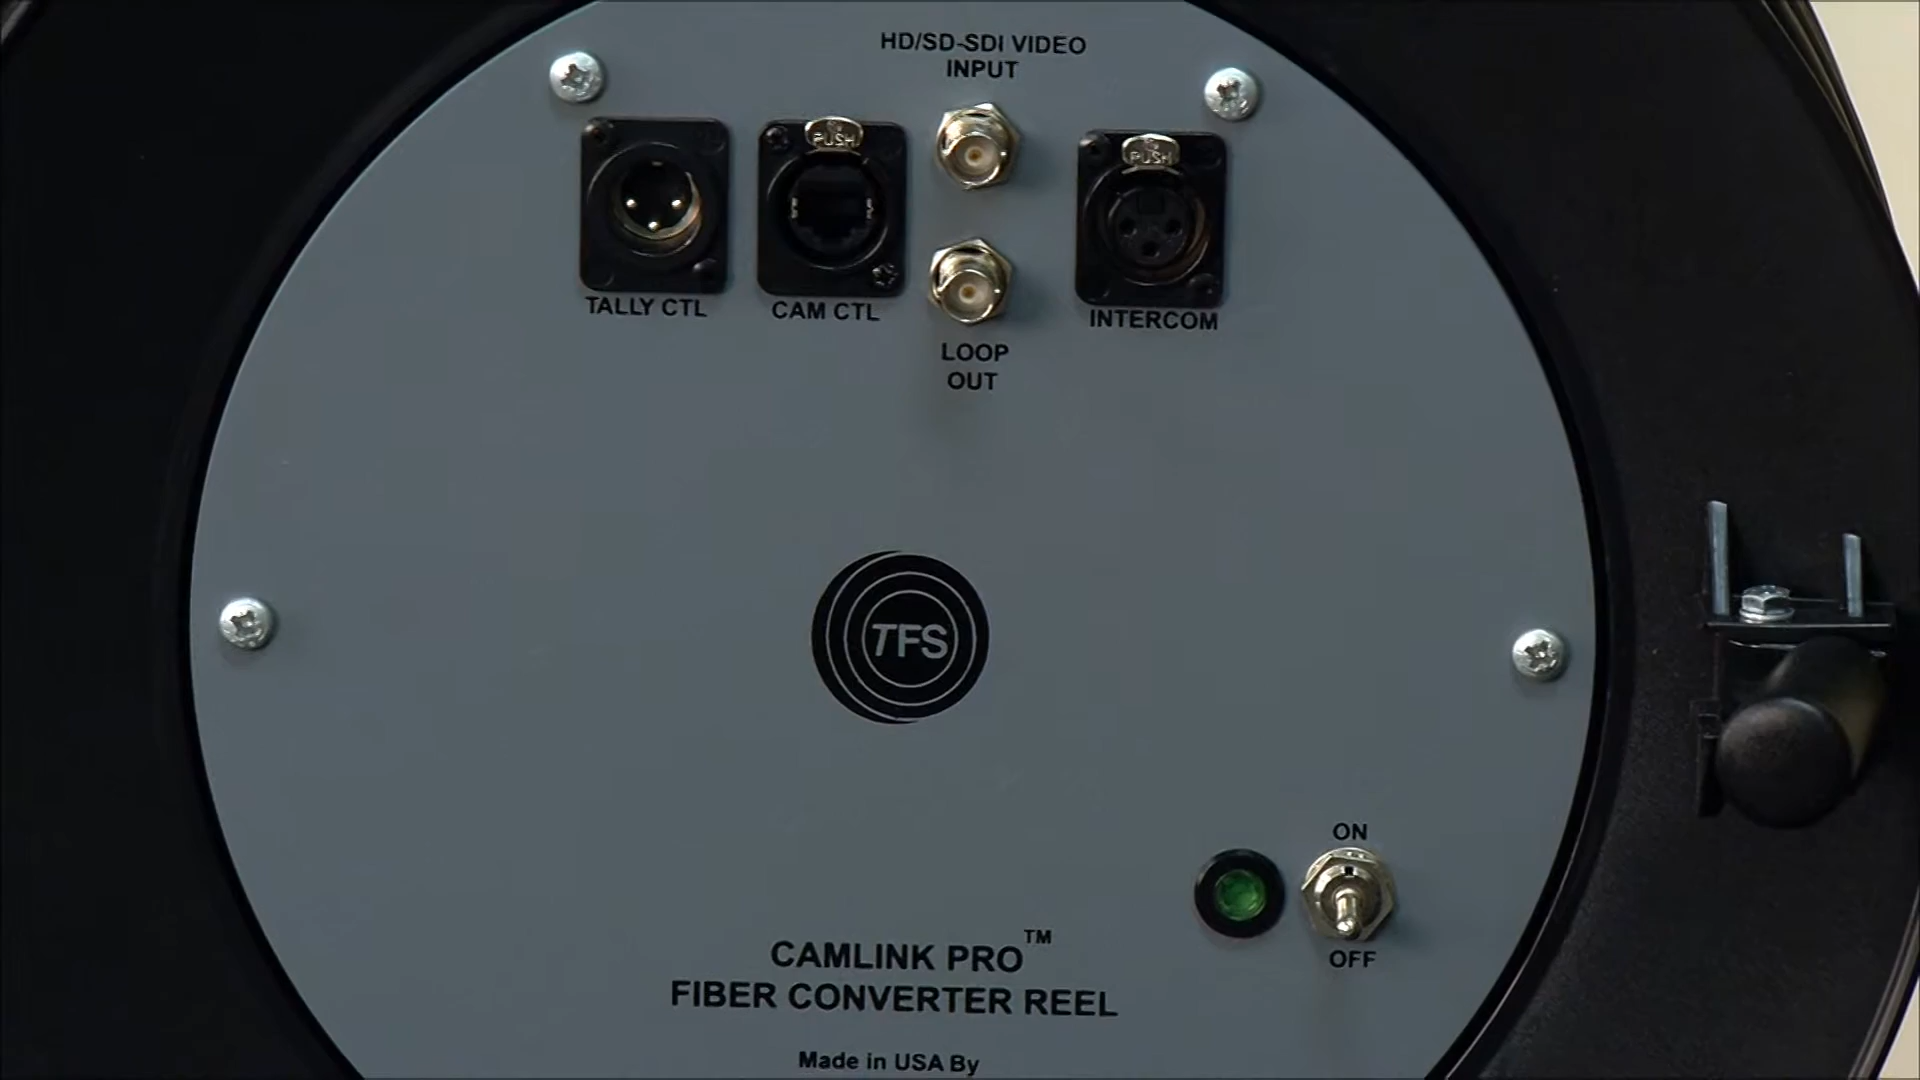 HD/SD-SDI VIDEO
INPUT
PUSH
PUSH
TALLY CTL
CAM CTL
INTERCOM
LOOP
OUT
TFS
ON
OFF
CAMLINK PRO™
FIBER CONVERTER REEL
Made in USA By